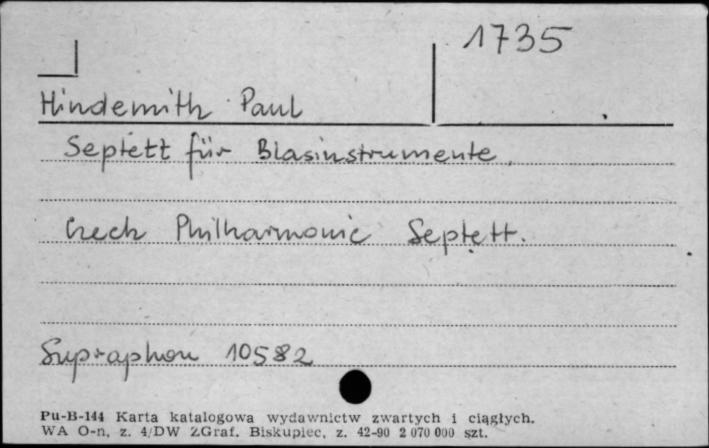 1735
Hindemith Paul
Septett für Blasinstrumente.
Czech Philharmonic Septett.
Supraphon 10582
Pu-B-144 Karta katalogowa wydawnictw zwartych i ciągłych.
WA O-n, z. 4/DW ZGraf. Biskupiec, z. 42-90 2 070 000 szt.